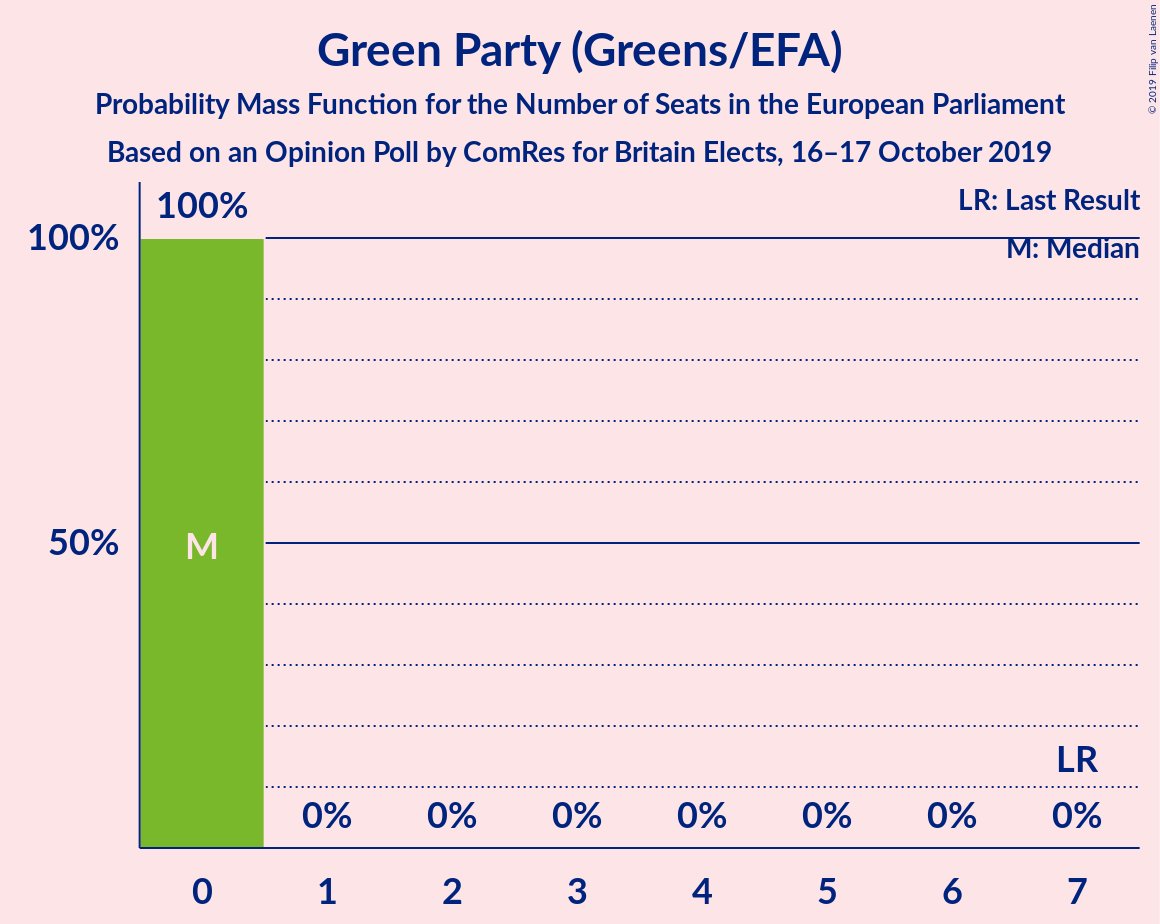 Green Party (Greens/EFA)
Probability Mass Function for the Number of Seats in the European Parliament
Based on an Opinion Poll by ComRes for Britain Elects, 16–17 October 2019
© 2019 Filip van Laenen
LR: Last Result
M: Median
100%
100%
50%
M
LR
0% 0% 0% 0% 0% 0% 0%
0 1 2 3 4 5 6 7